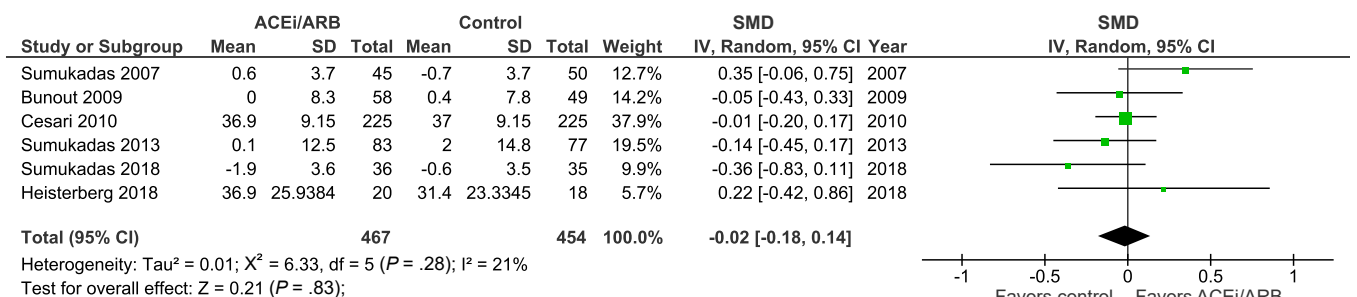 ACEi/ARB Control SMD SMD
Study or Subgroup Mean SD Total Mean SD Total Weight IV, Random, 95% CI Year IV, Random, 95% CI
Sumukadas 2007 0.6 3.7 45 -0.7 3.7 50 12.7% 0.35 [-0.06, 0.75] 2007
Bunout 2009 0 8.3 58 0.4 7.8 49 14.2% -0.05 [-0.43, 0.33] 2009
Cesari 2010 36.9 9.15 225 37 9.15 225 37.9% -0.01 [-0.20, 0.17] 2010
Sumukadas 2013 0.1 12.5 83 2 14.8 77 19.5% -0.14 [-0.45, 0.17] 2013
Sumukadas 2018 -1.9 3.6 36 -0.6 3.5 35 9.9% -0.36 [-0.83, 0.11] 2018
Heisterberg 2018 36.9 25.9384 20 31.4 23.3345 18 5.7% 0.22 [-0.42, 0.86] 2018
Total (95% CI) 467 454 100.0% -0.02 [-0.18, 0.14]
Heterogeneity: Tau² = 0.01; X² = 6.33, df = 5 (P = .28); I² = 21%
Test for overall effect: Z = 0.21 (P = .83);
-1 -0.5 0 0.5 1
Favors control Favors ACEi/ARB